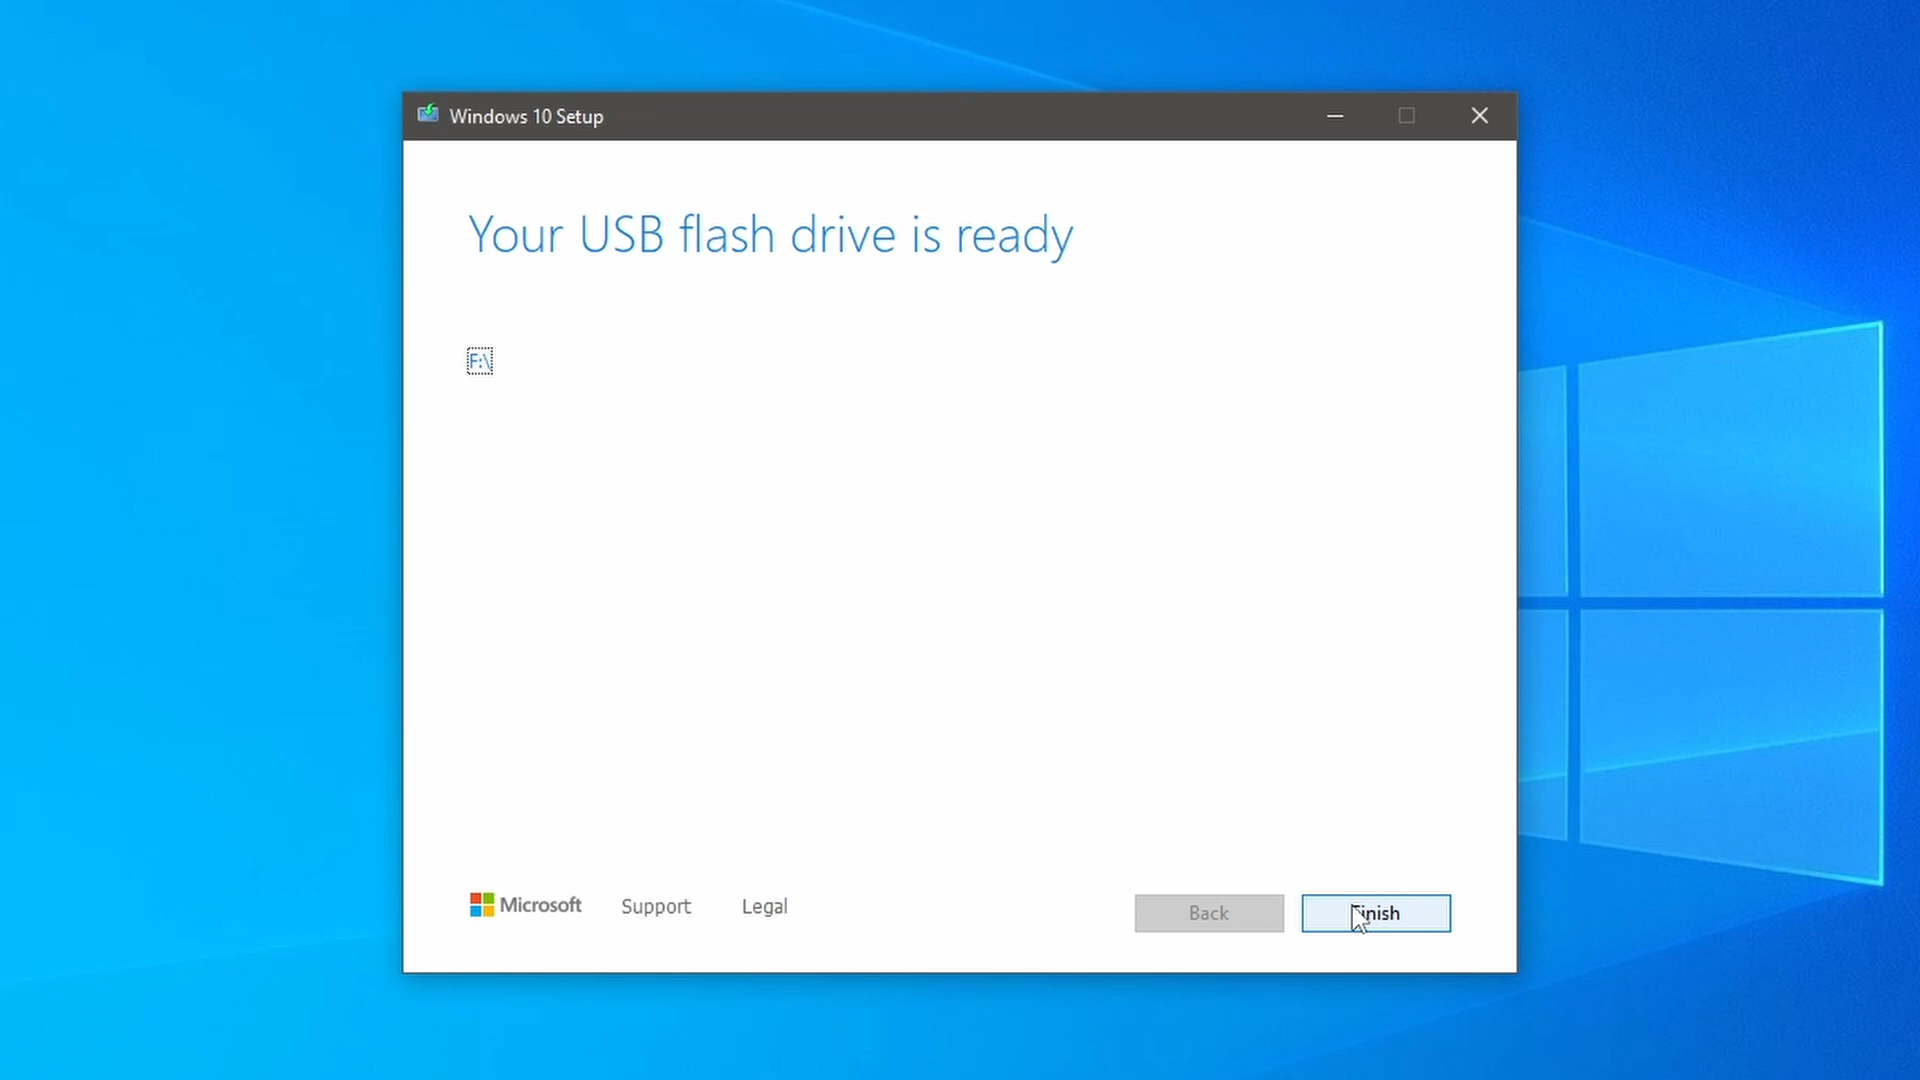 Windows 10 Setup
Your USB flash drive is ready
F:\
Microsoft Support Legal
Back Finish